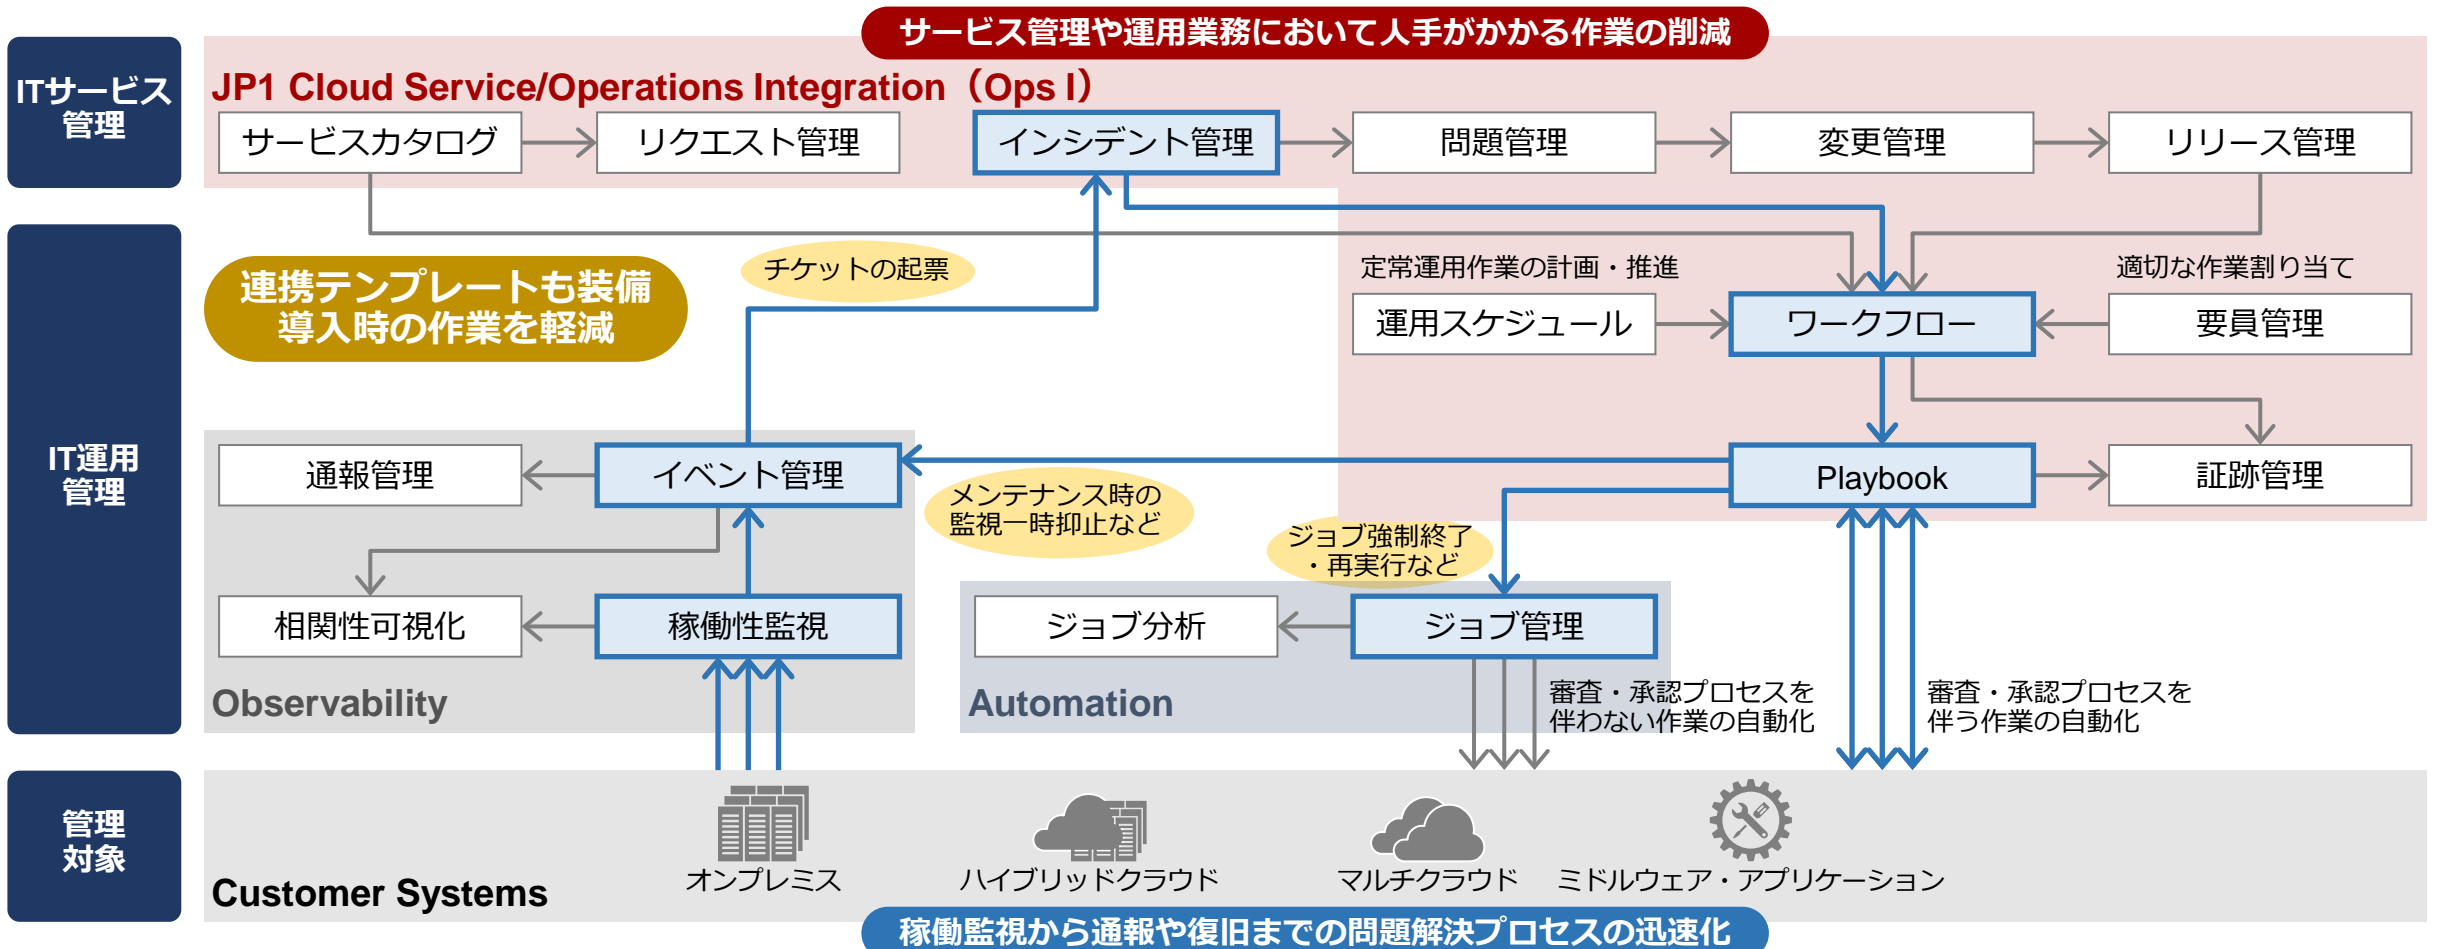 サービス管理や運用業務において人手がかかる作業の削減
ITサービス
管理
JP1 Cloud Service/Operations Integration（Ops I）
サービスカタログ
リクエスト管理
インシデント管理
問題管理
変更管理
リリース管理
IT運用
管理
連携テンプレートも装備
導入時の作業を軽減
チケットの起票
定常運用作業の計画・推進
適切な作業割り当て
運用スケジュール
ワークフロー
要員管理
通報管理
イベント管理
Playbook
証跡管理
メンテナンス時の
監視一時抑止など
ジョブ強制終了
・再実行など
相関性可視化
稼働性監視
ジョブ分析
ジョブ管理
Observability
Automation
審査・承認プロセスを
伴わない作業の自動化
審査・承認プロセスを
伴う作業の自動化
管理
対象
Customer Systems
オンプレミス
ハイブリッドクラウド
マルチクラウド
ミドルウェア・アプリケーション
稼働監視から通報や復旧までの問題解決プロセスの迅速化